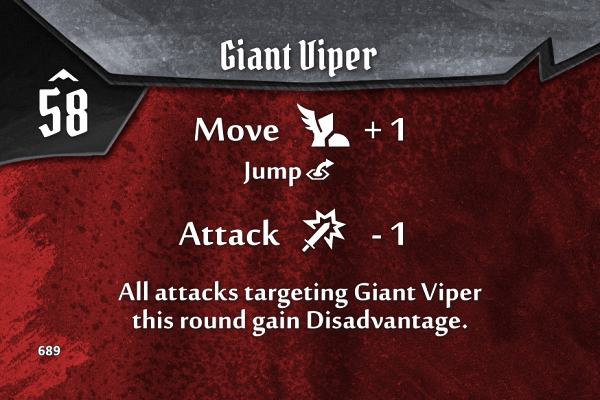 Giant Viper
58
Move + 1
Jump
Attack - 1
All attacks targeting Giant Viper
this round gain Disadvantage.
689